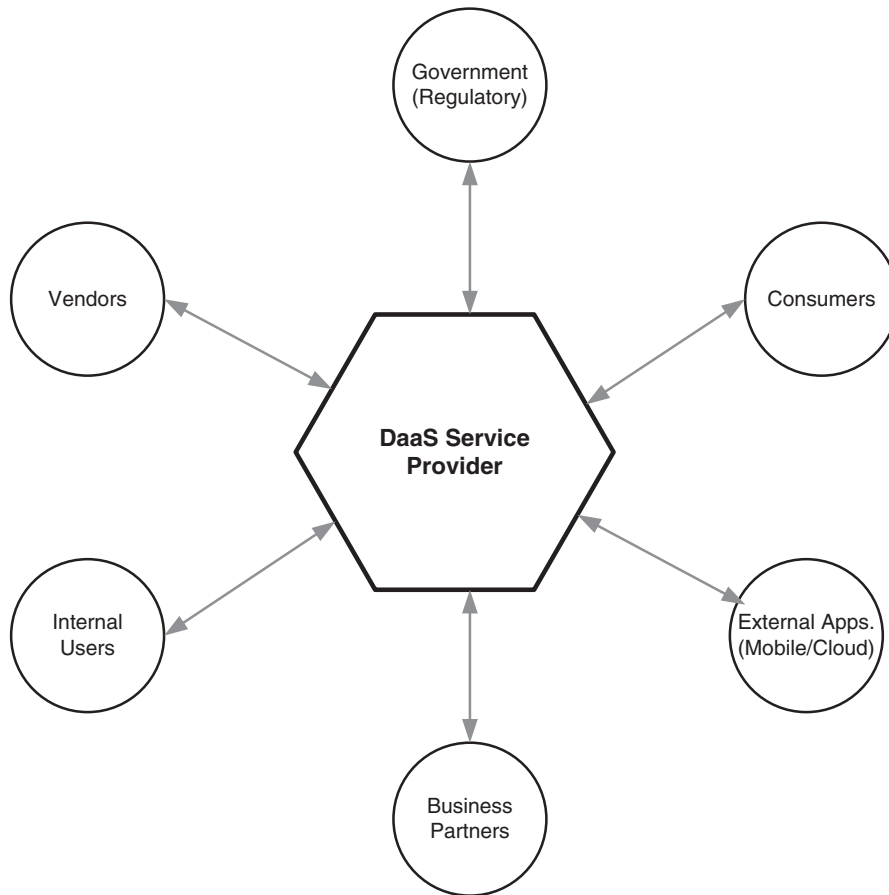 Government
(Regulatory)
Vendors
Consumers
DaaS Service
Provider
Internal
Users
External Apps.
(Mobile/Cloud)
Business
Partners